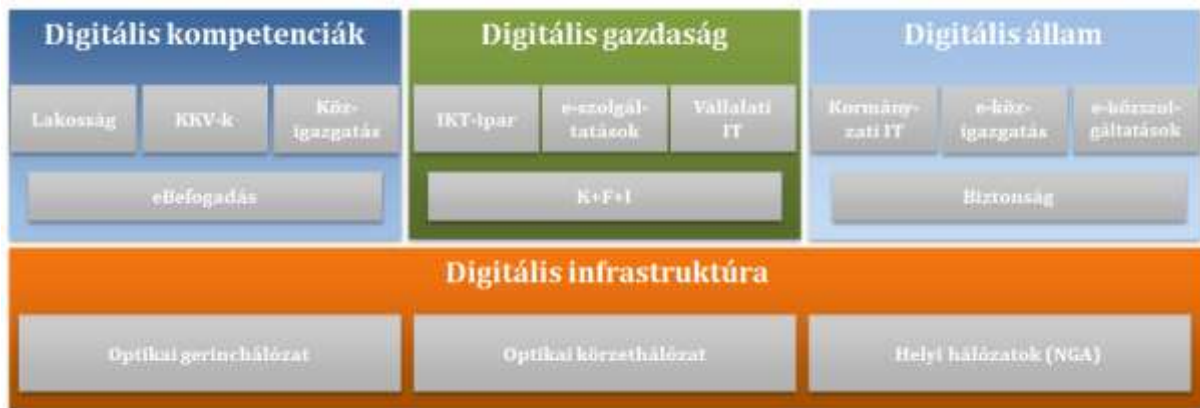 Digitális kompetenciák
Lakosság
KKV-k
Köz-
igazgatás
eBefogadás
Digitális gazdaság
IKT-ipar
e-szolgál-
tatások
Vállalati
IT
K+F+I
Digitális állam
Kormány-
zati IT
e-köz-
igazgatás
e-közszol-
gáltatások
Biztonság
Digitális infrastruktúra
Optikai gerinchálózat
Optikai körzethálózat
Helyi hálózatok (NGA)